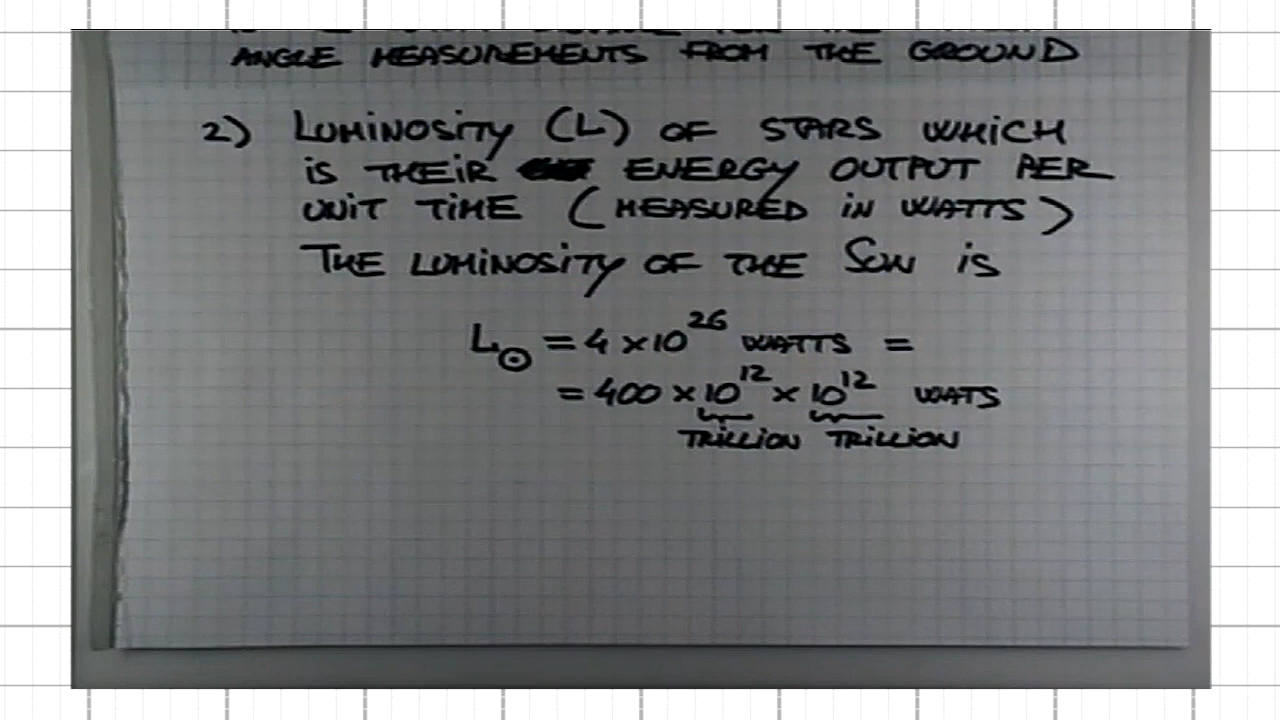 ANGLE MEASUREMENTS FROM THE GROUND
2) LUMINOSITY (L) OF STARS WHICH
IS THEIR ENERGY OUTPUT PER
UNIT TIME (MEASURED IN WATTS)
THE LUMINOSITY OF THE SUN IS
L☉ = 4 × 10^26 WATTS =
= 400 × 10^12 × 10^12 WATS
TRILLION TRILLION